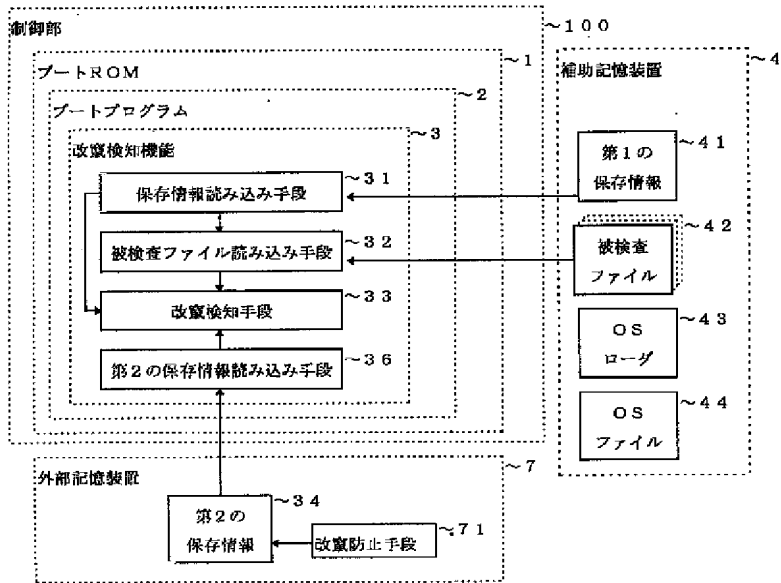 制御部
~100
ブートROM
~1
ブートプログラム
~2
改竄検知機能
~3
保存情報読み込み手段
~31
被検査ファイル読み込み手段
~32
改竄検知手段
~33
第2の保存情報読み込み手段
~36
補助記憶装置
~4
第1の
保存情報
~41
被検査
ファイル
~42
OS
ローダ
~43
OS
ファイル
~44
外部記憶装置
~7
第2の
保存情報
~34
改竄防止手段
~71